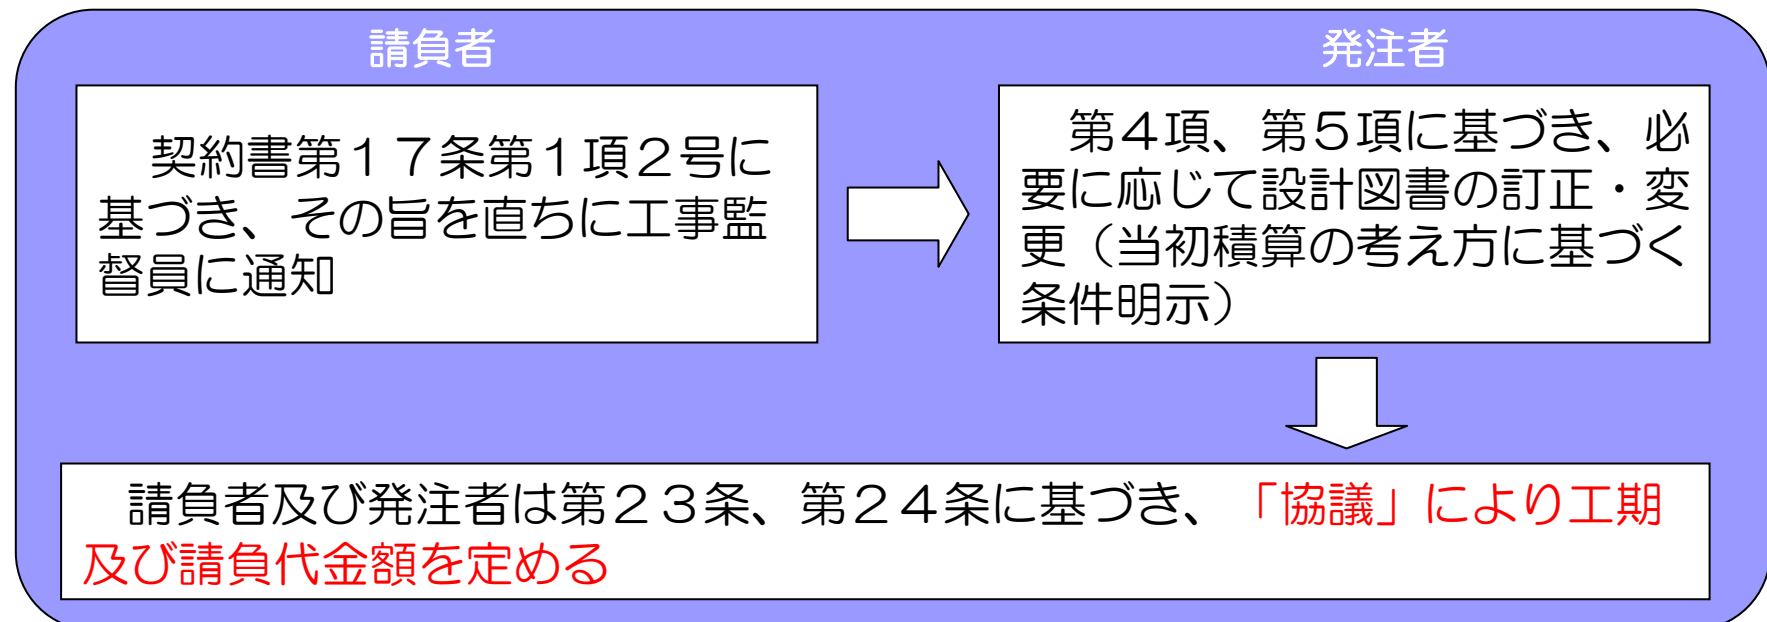 請負者
発注者
契約書第１７条第１項２号に
基づき、その旨を直ちに工事監
督員に通知
第４項、第５項に基づき、必
要に応じて設計図書の訂正・変
更（当初積算の考え方に基づく
条件明示）
請負者及び発注者は第２３条、第２４条に基づき、「協議」により工期
及び請負代金額を定める